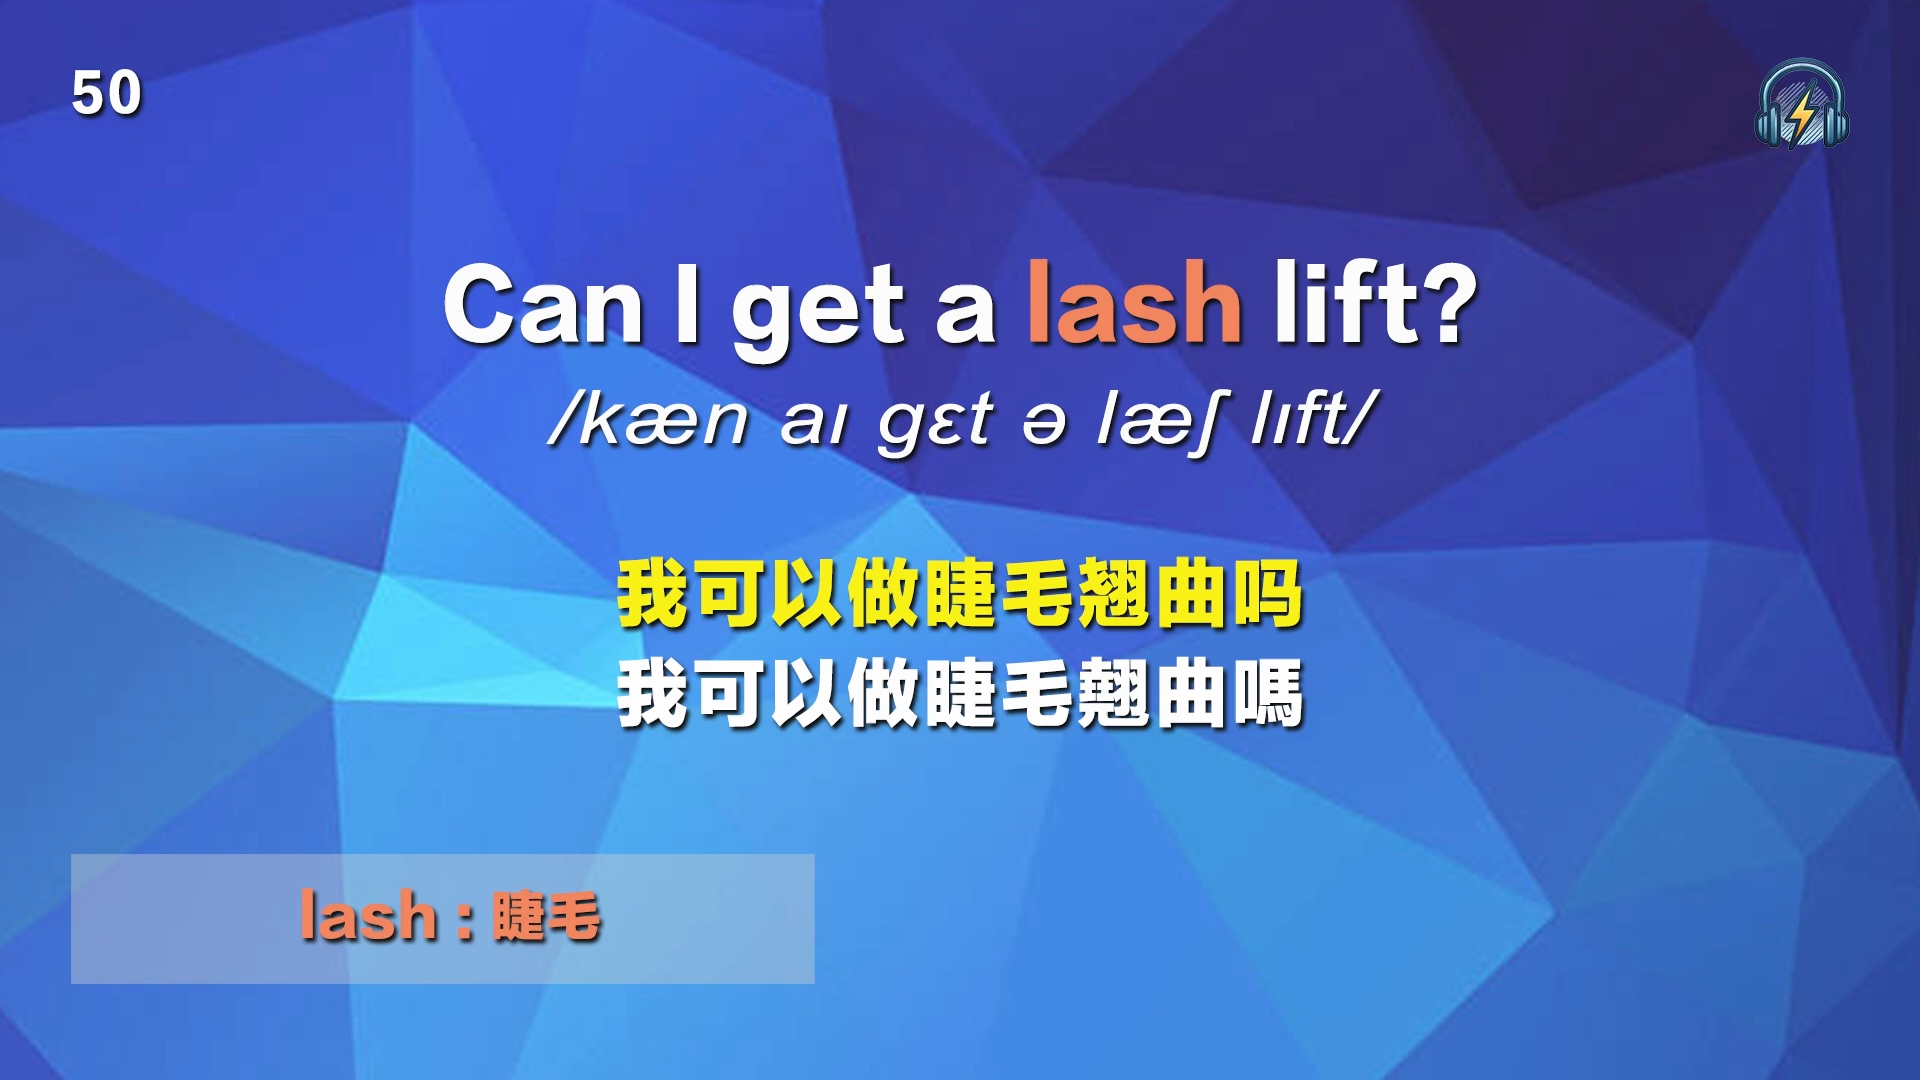 50
Can I get a lash lift?
/kæn aɪ gɛt ə læʃ lɪft/
我可以做睫毛翘曲吗
我可以做睫毛翹曲嗎
lash : 睫毛